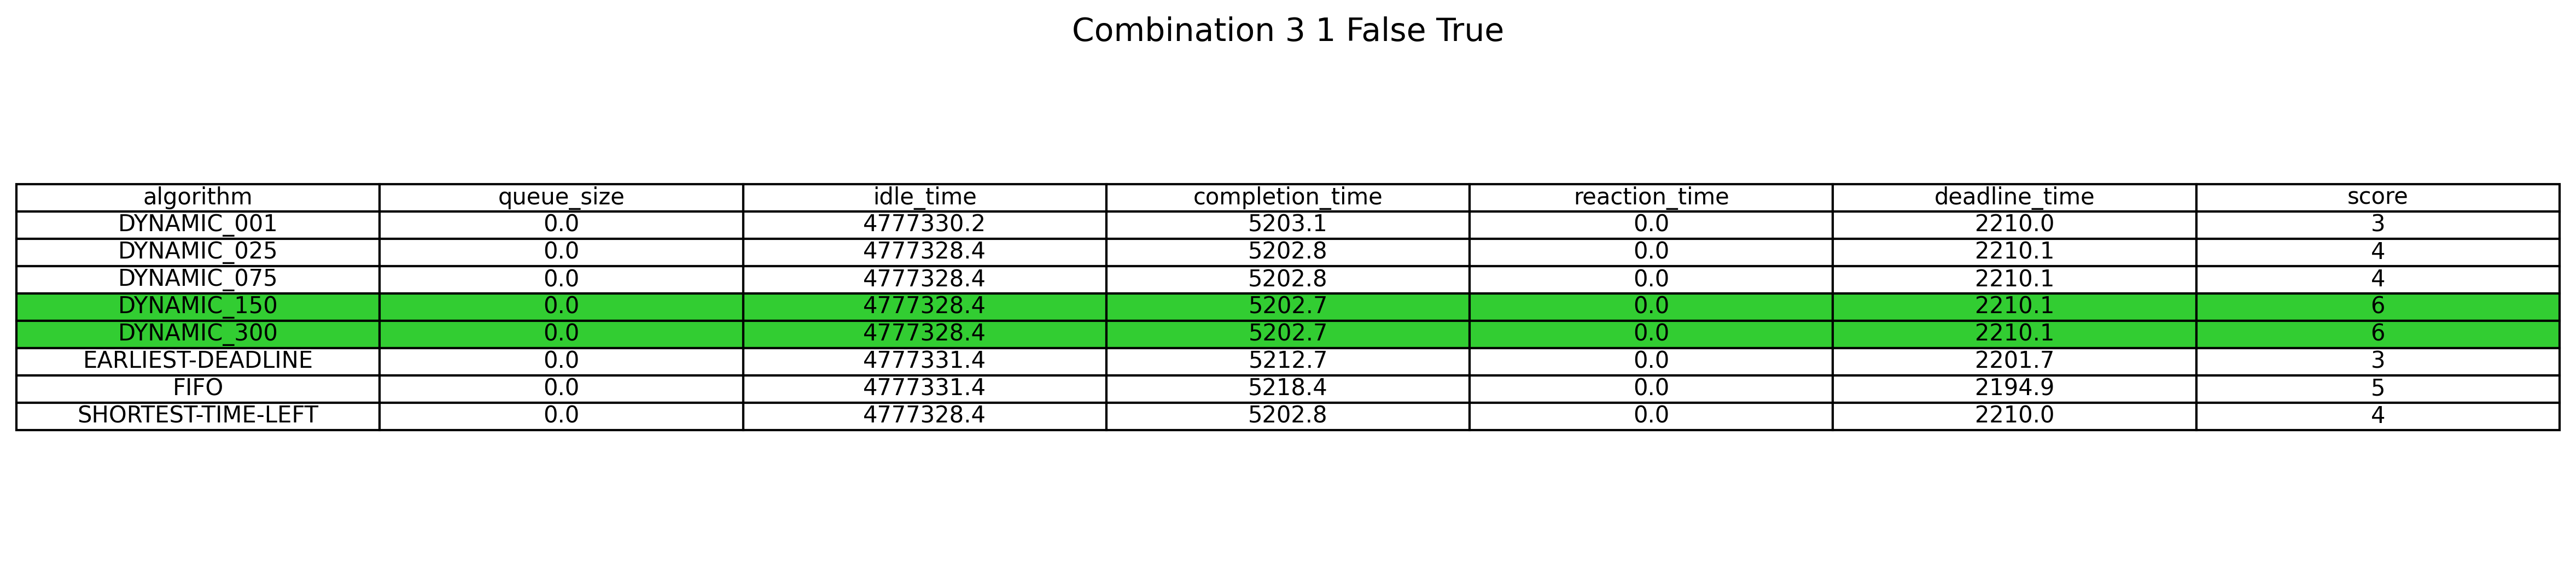 Combination 3 1 False True
algorithm queue_size idle_time completion_time reaction_time deadline_time score
DYNAMIC_001 0.0 4777330.2 5203.1 0.0 2210.0 3
DYNAMIC_025 0.0 4777328.4 5202.8 0.0 2210.1 4
DYNAMIC_075 0.0 4777328.4 5202.8 0.0 2210.1 4
DYNAMIC_150 0.0 4777328.4 5202.7 0.0 2210.1 6
DYNAMIC_300 0.0 4777328.4 5202.7 0.0 2210.1 6
EARLIEST-DEADLINE 0.0 4777331.4 5212.7 0.0 2201.7 3
FIFO 0.0 4777331.4 5218.4 0.0 2194.9 5
SHORTEST-TIME-LEFT 0.0 4777328.4 5202.8 0.0 2210.0 4